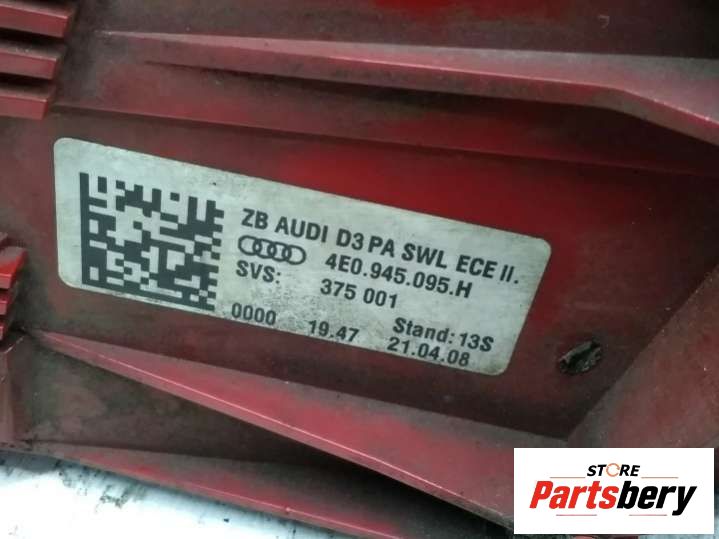 ZB AUDI D3 PA SWL ECE II.
4E0.945.095.H
SVS: 375 001
Stand: 13S
0000 19.47 21.04.08
STORE
Partsbery